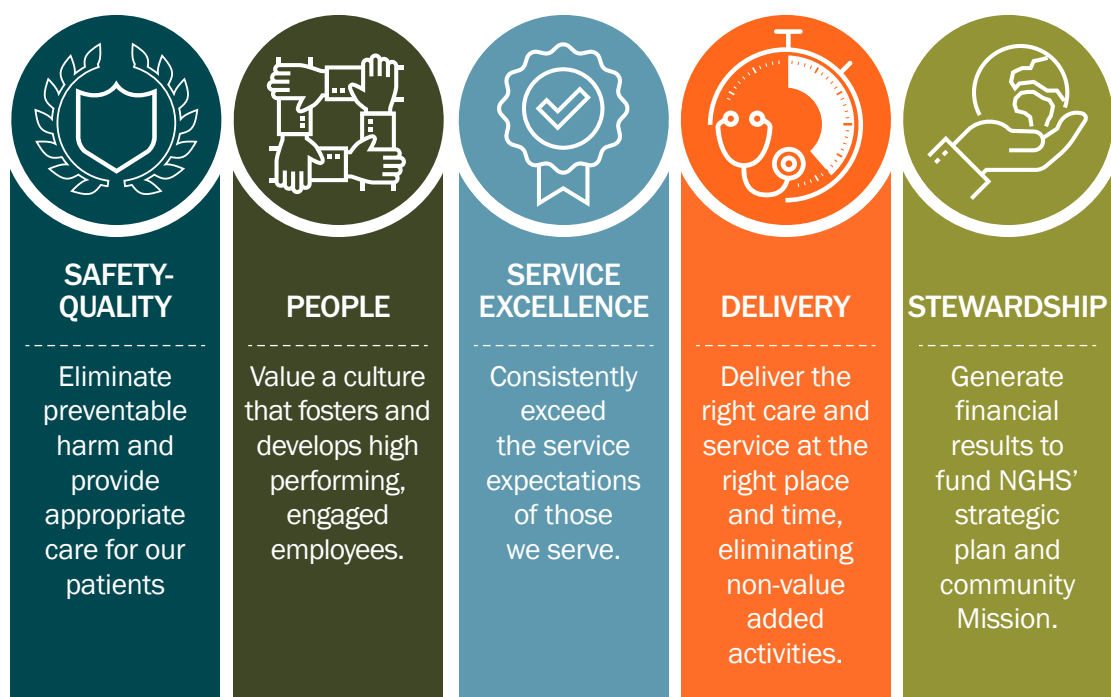 SAFETY-
QUALITY
Eliminate
preventable
harm and
provide
appropriate
care for our
patients
PEOPLE
Value a culture
that fosters and
develops high
performing,
engaged
employees.
SERVICE
EXCELLENCE
Consistently
exceed
the service
expectations
of those
we serve.
DELIVERY
Deliver the
right care and
service at the
right place
and time,
eliminating
non-value
added
activities.
STEWARDSHIP
Generate
financial
results to
fund NGHS'
strategic
plan and
community
Mission.